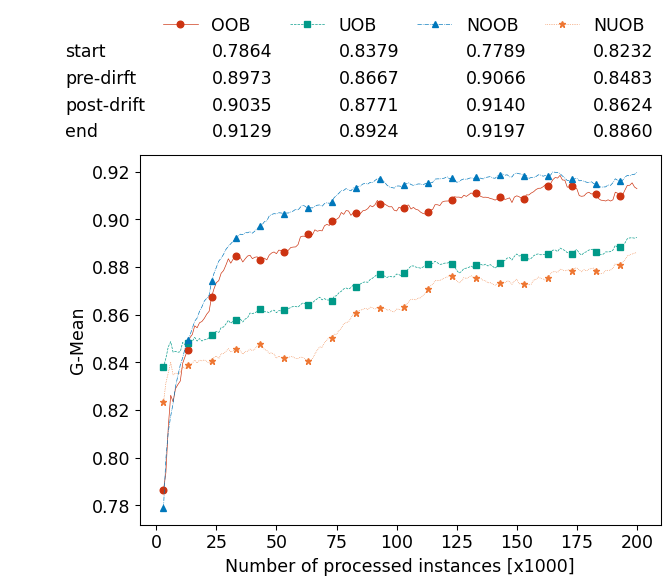 OOB UOB NOOB NUOB
start 0.7864 0.8379 0.7789 0.8232
pre-dirft 0.8973 0.8667 0.9066 0.8483
post-drift 0.9035 0.8771 0.9140 0.8624
end 0.9129 0.8924 0.9197 0.8860
0.92
0.90
0.88
0.86
0.84
0.82
0.80
0.78
G-Mean
0 25 50 75 100 125 150 175 200
Number of processed instances [x1000]